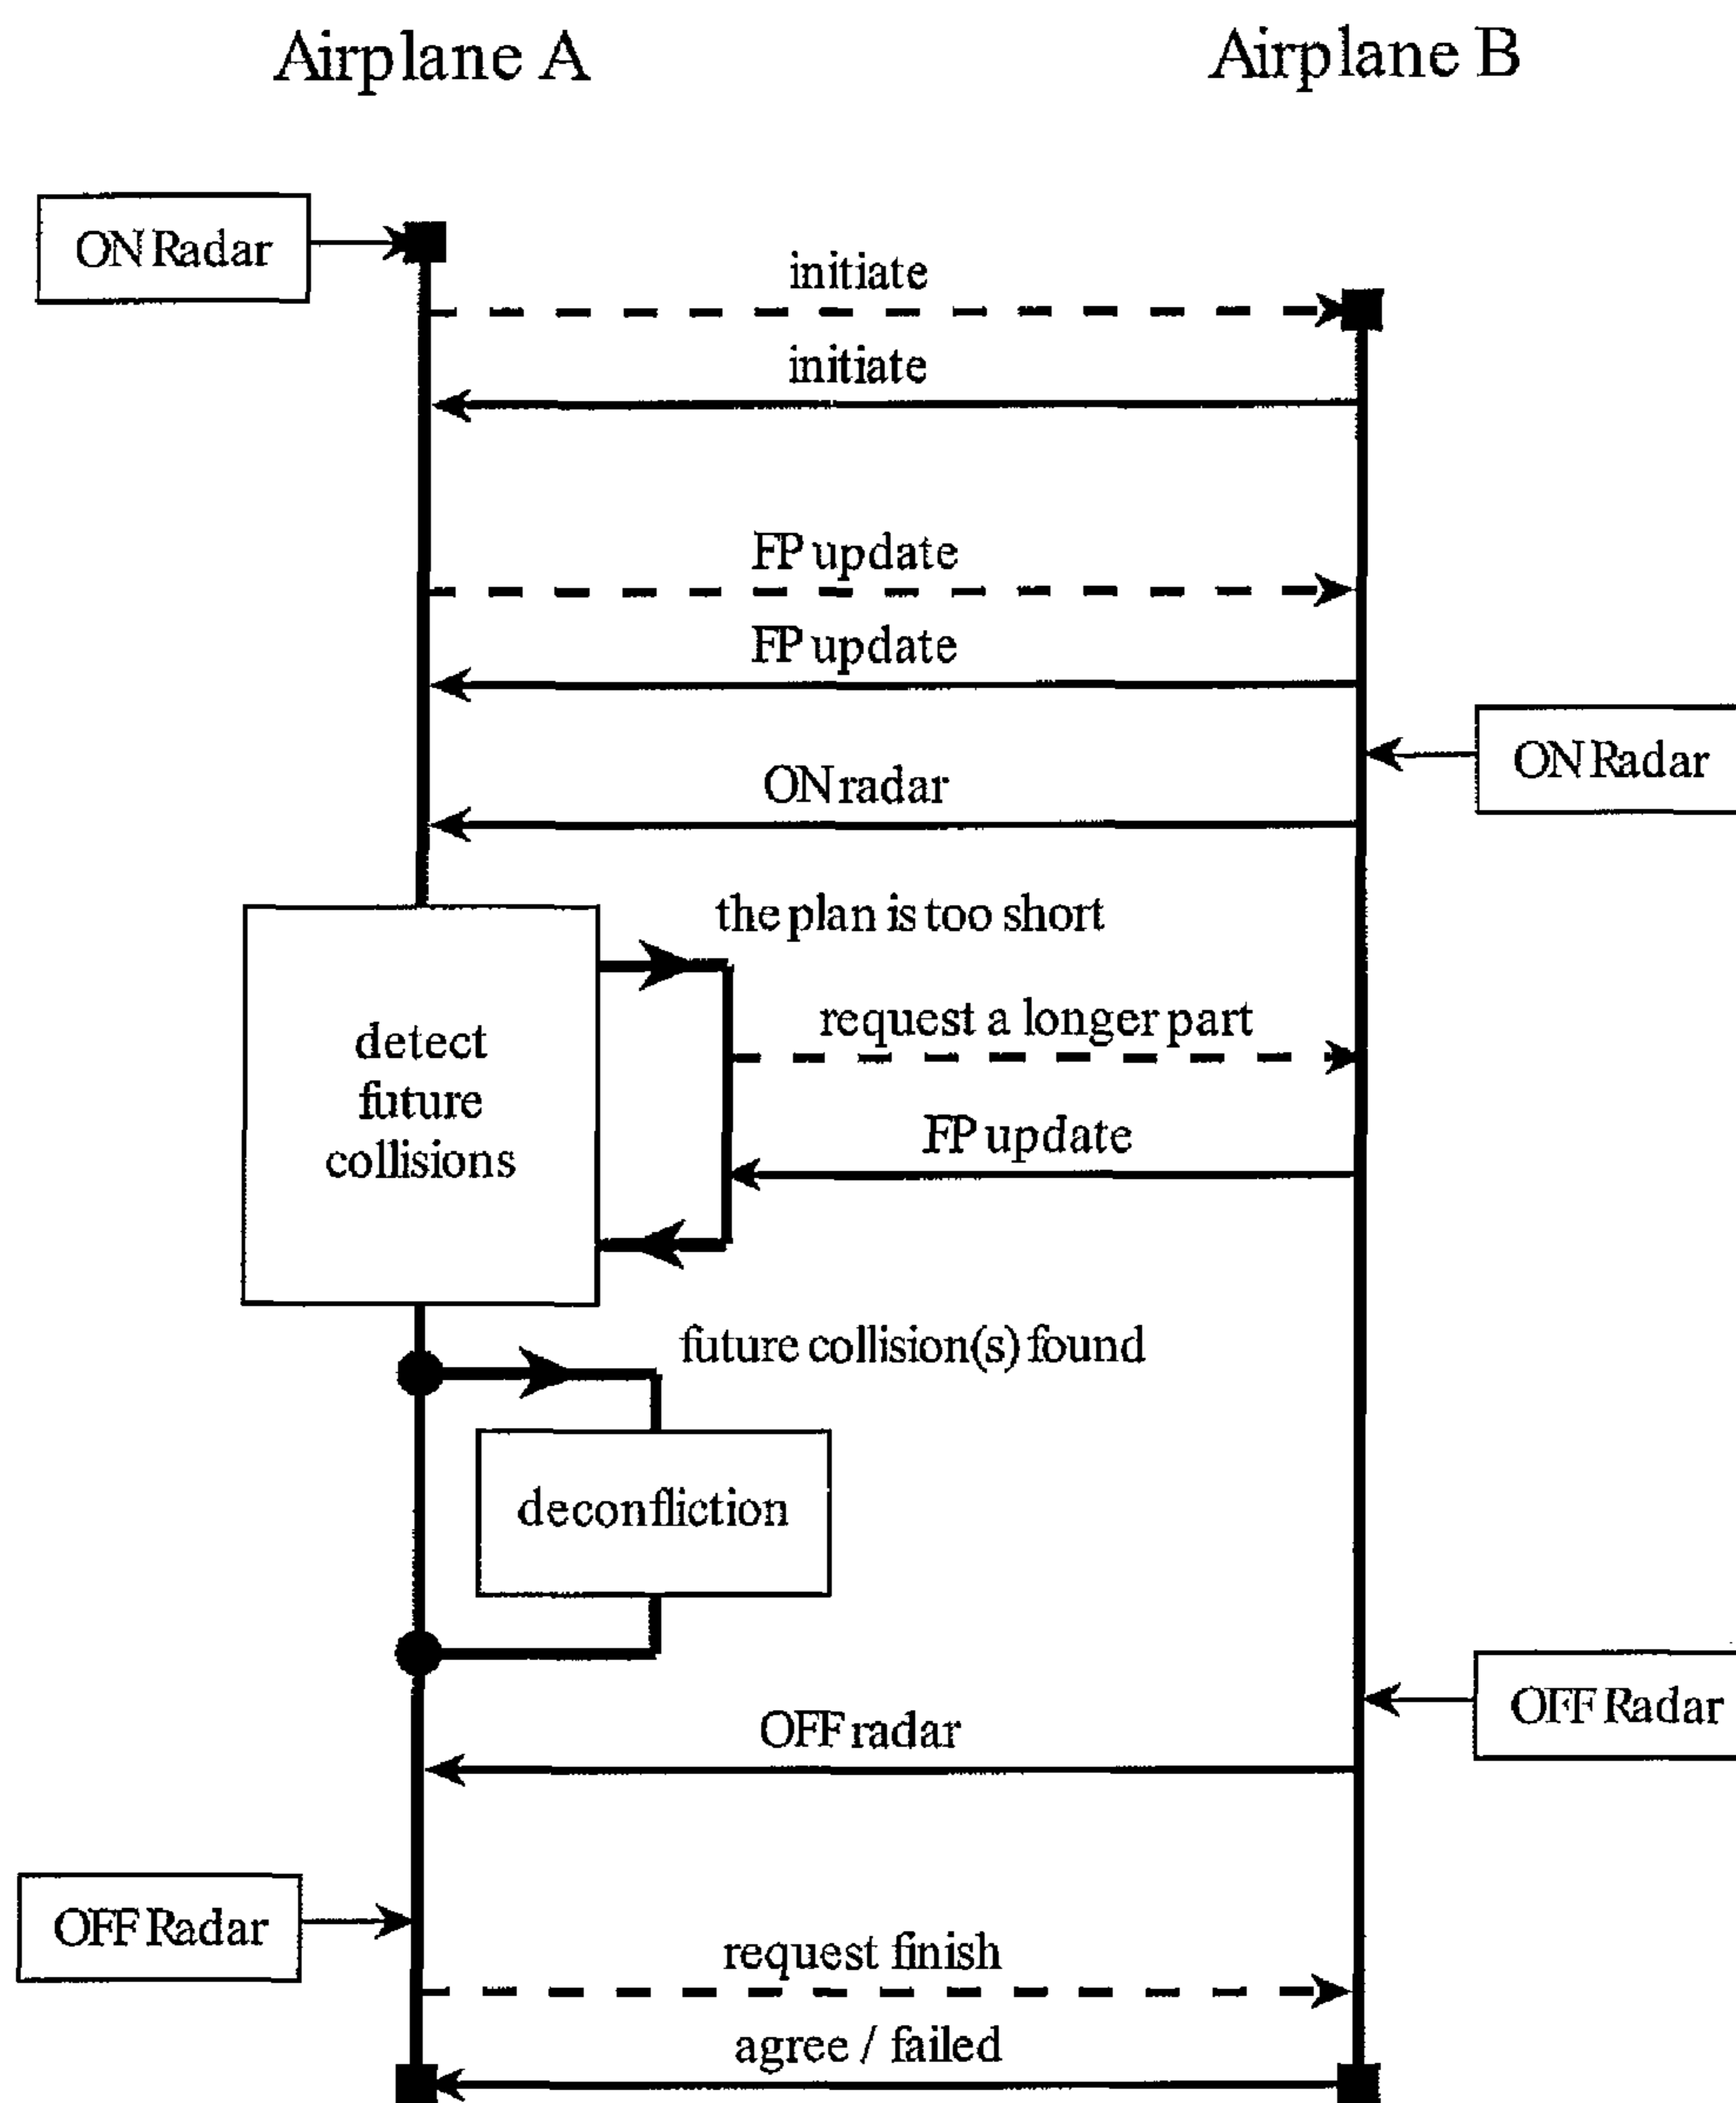 Airplane A
Airplane B
ON Radar
initiate
initiate
FP update
FP update
ON Radar
ON radar
the plan is too short
request a longer part
detect
future
collisions
FP update
future collision(s) found
deconfliction
OFF Radar
OFF radar
OFF Radar
request finish
agree / failed